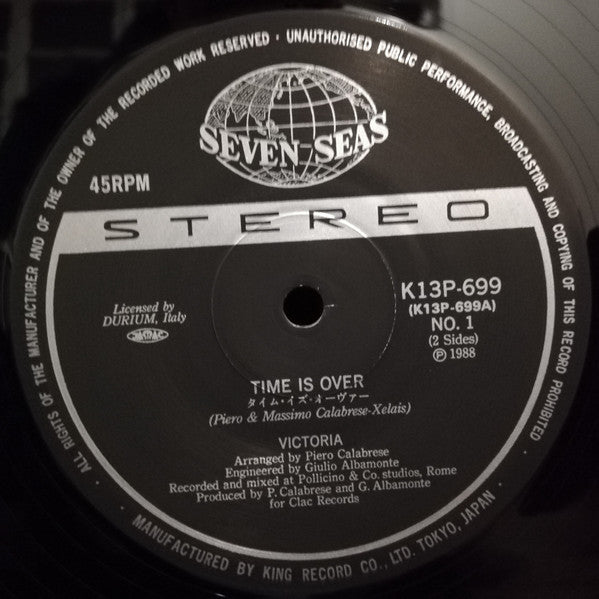 ALL RIGHTS OF THE MANUFACTURER AND OF THE OWNER OF THE RECORDED WORK RESERVED · UNAUTHORISED PUBLIC PERFORMANCE, BROADCASTING AND COPYING OF THIS RECORD PROHIBITED
SEVEN SEAS
45RPM
STEREO
K13P-699
(K13P-699A)
NO. 1
(2 Sides)
Ⓟ 1988
Licensed by
DURIUM, Italy
JASRAC
TIME IS OVER
タイム・イズ・オーヴァー
(Piero & Massimo Calabrese-Xelais)
VICTORIA
Arranged by Piero Calabrese
Engineered by Giulio Albamonte
Recorded and mixed at Pollicino & Co. studios, Rome
Produced by P. Calabrese and G. Albamonte
for Clac Records
· MANUFACTURED BY KING RECORD CO., LTD. TOKYO, JAPAN ·